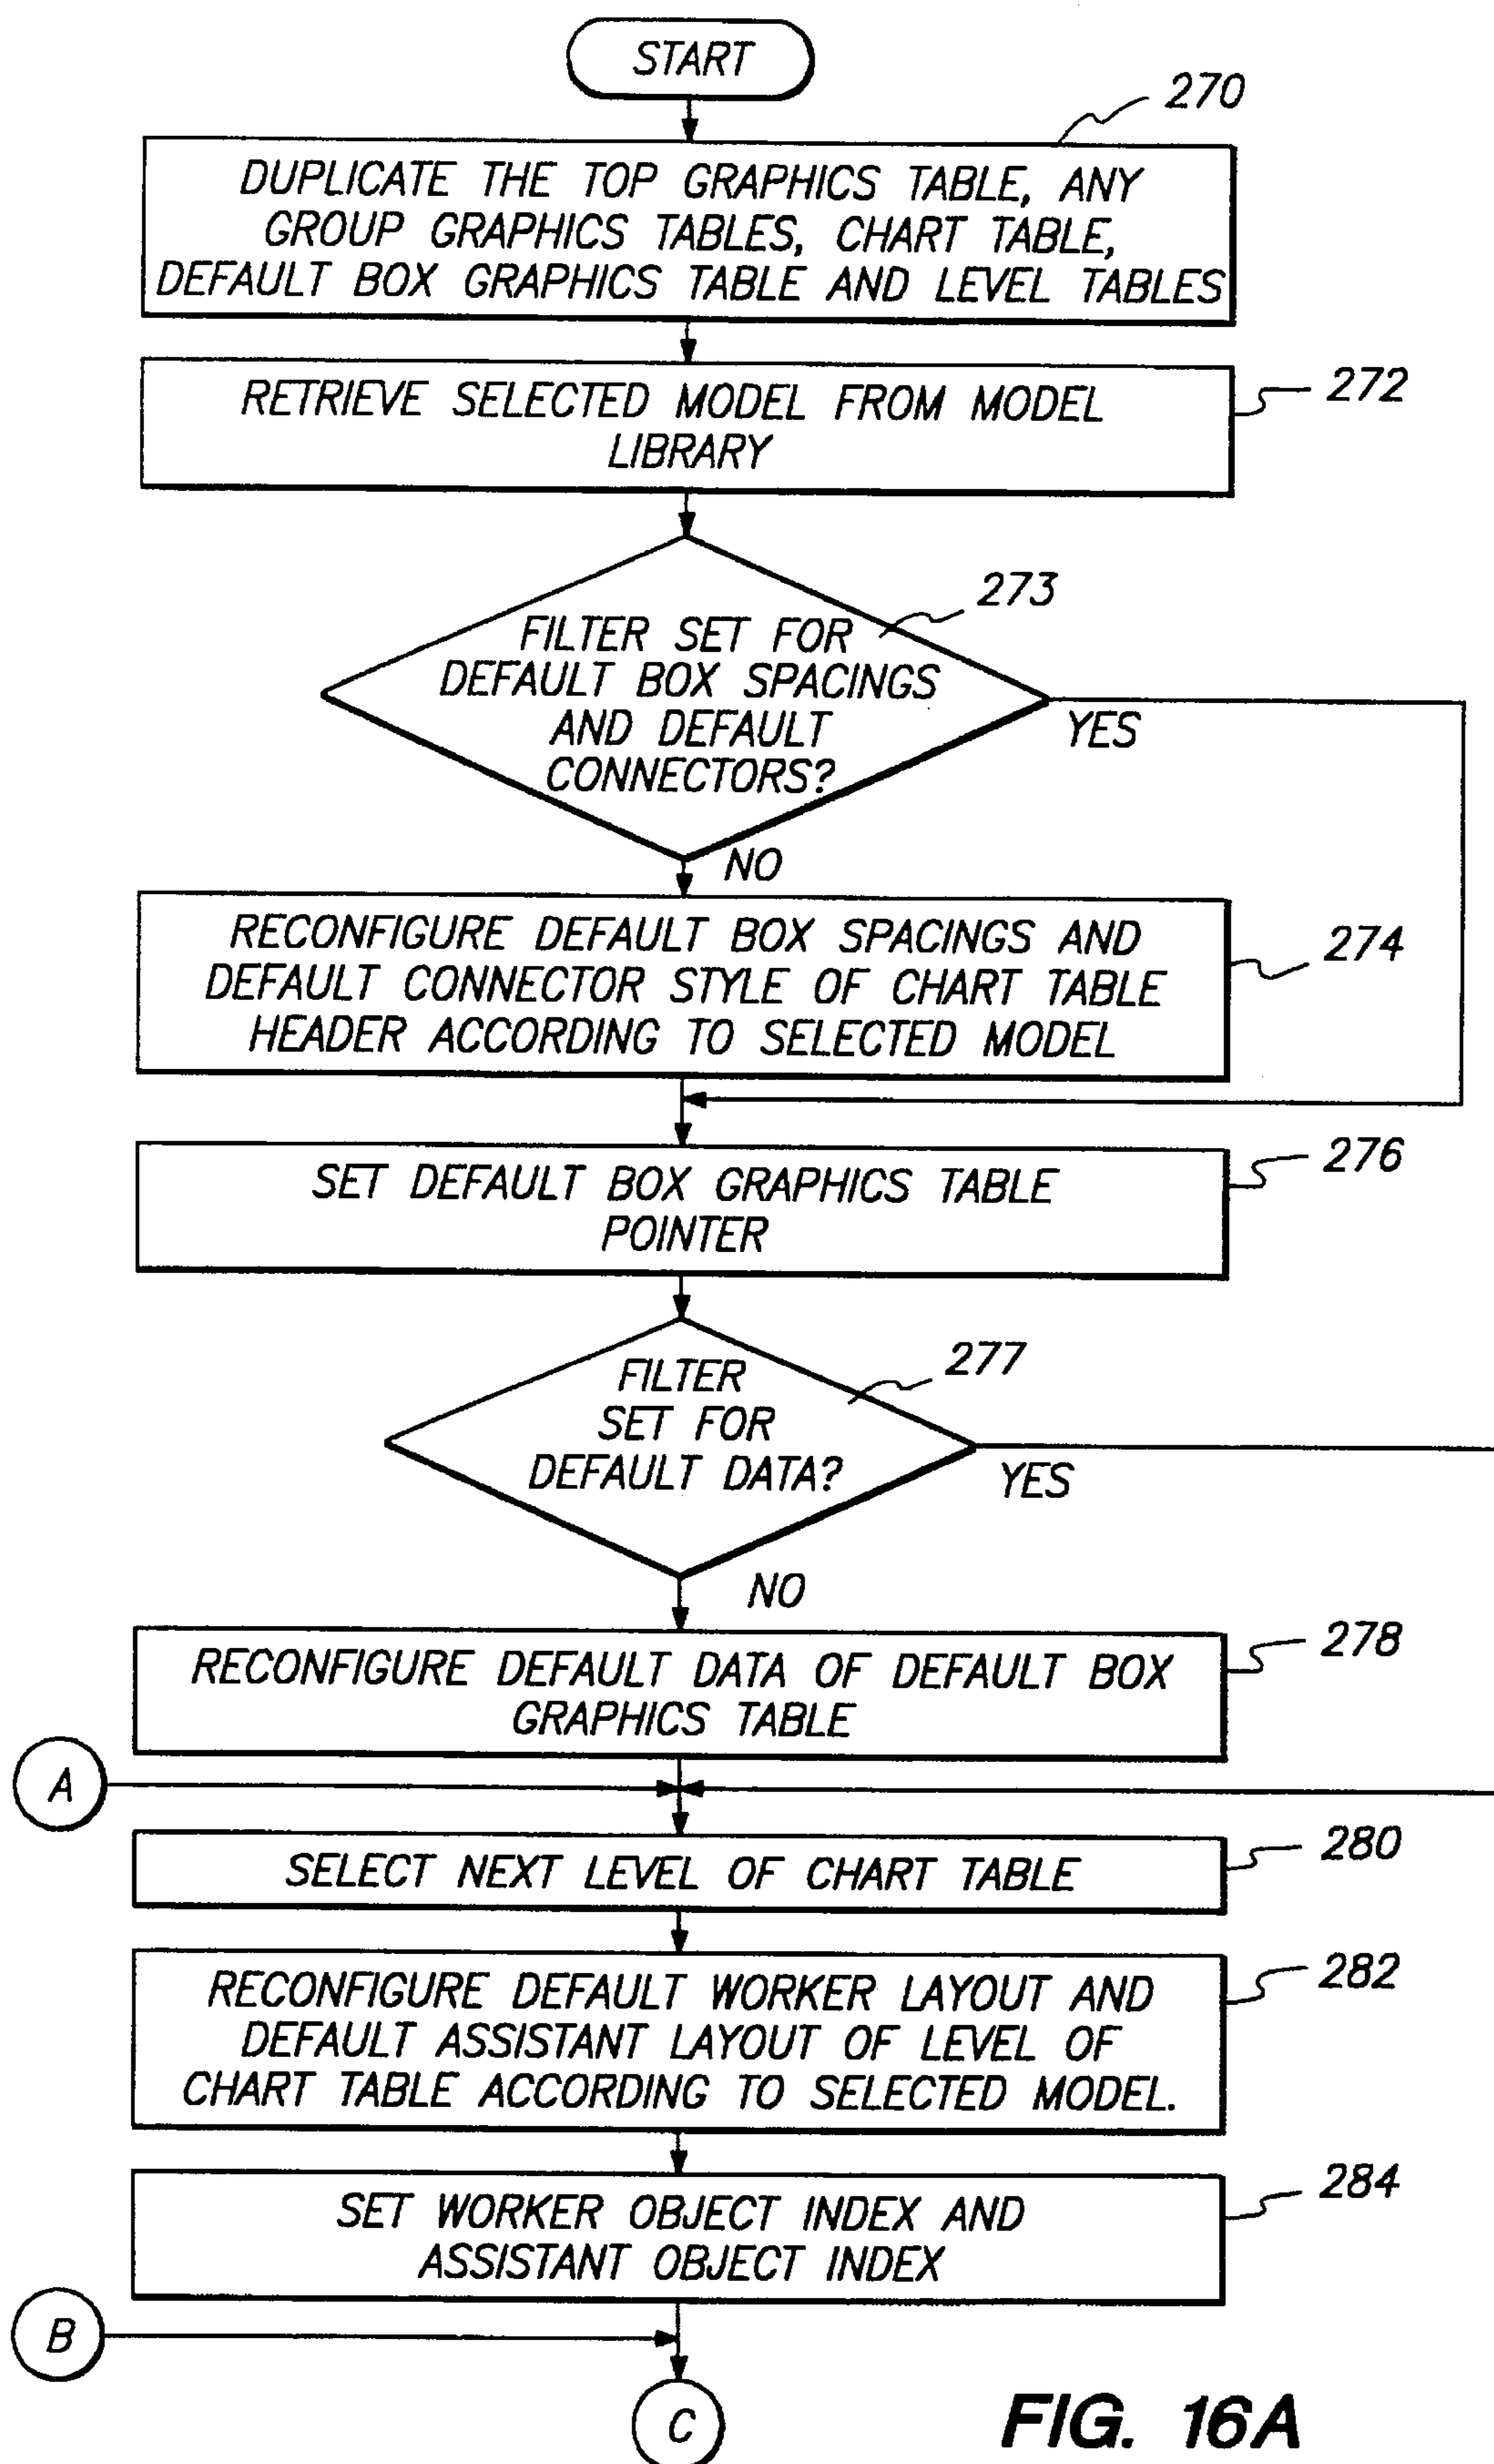 START
270
DUPLICATE THE TOP GRAPHICS TABLE, ANY
GROUP GRAPHICS TABLES, CHART TABLE,
DEFAULT BOX GRAPHICS TABLE AND LEVEL TABLES
272
RETRIEVE SELECTED MODEL FROM MODEL
LIBRARY
273
FILTER SET FOR
DEFAULT BOX SPACINGS
AND DEFAULT
CONNECTORS?
YES
NO
274
RECONFIGURE DEFAULT BOX SPACINGS AND
DEFAULT CONNECTOR STYLE OF CHART TABLE
HEADER ACCORDING TO SELECTED MODEL
276
SET DEFAULT BOX GRAPHICS TABLE
POINTER
277
FILTER
SET FOR
DEFAULT DATA?
YES
NO
278
RECONFIGURE DEFAULT DATA OF DEFAULT BOX
GRAPHICS TABLE
A
280
SELECT NEXT LEVEL OF CHART TABLE
282
RECONFIGURE DEFAULT WORKER LAYOUT AND
DEFAULT ASSISTANT LAYOUT OF LEVEL OF
CHART TABLE ACCORDING TO SELECTED MODEL.
284
SET WORKER OBJECT INDEX AND
ASSISTANT OBJECT INDEX
B
C
FIG. 16A